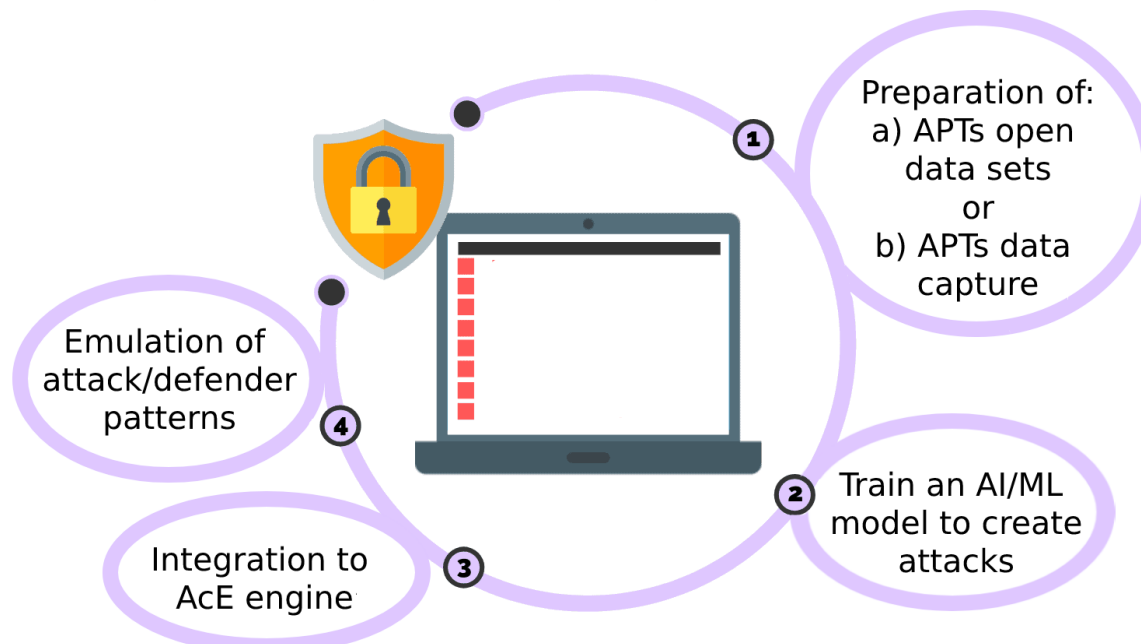 1
Preparation of:
a) APTs open
data sets
or
b) APTs data
capture
2
Train an AI/ML
model to create
attacks
3
Integration to
AcE engine
4
Emulation of
attack/defender
patterns